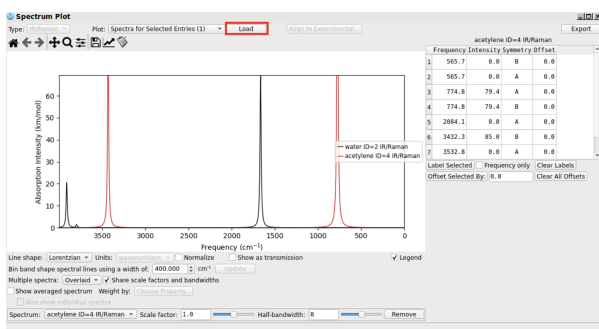 Spectrum Plot
Type: IR/Raman Plot: Spectra for Selected Entries (1) Load Align to Experimental... Export
acetylene ID=4 IR/Raman
Frequency Intensity Symmetry Offset
1 565.7 0.0 B 0.0
2 565.7 0.0 A 0.0
3 774.8 79.4 A 0.0
4 774.8 79.4 B 0.0
5 2084.1 0.0 A 0.0
6 3432.3 85.0 B 0.0
7 3532.8 0.0 A 0.0
Label Selected Frequency only Clear Labels
Offset Selected By: 0.0 Clear All Offsets
Absorption Intensity (km/mol)
60
50
40
30
20
10
0
water ID=2 IR/Raman
acetylene ID=4 IR/Raman
3500 3000 2500 2000 1500 1000 500 0
Frequency (cm⁻¹)
Line shape: Lorentzian Units: wavenumbers Normalize Show as transmission Legend
Bin band shape spectral lines using a width of: 400.000 cm⁻¹ Update
Multiple spectra: Overlaid Share scale factors and bandwidths
Show averaged spectrum Weight by: Choose Property...
Also show individual spectra
Spectrum: acetylene ID=4 IR/Raman Scale factor: 1.0 Half-bandwidth: 8 Remove